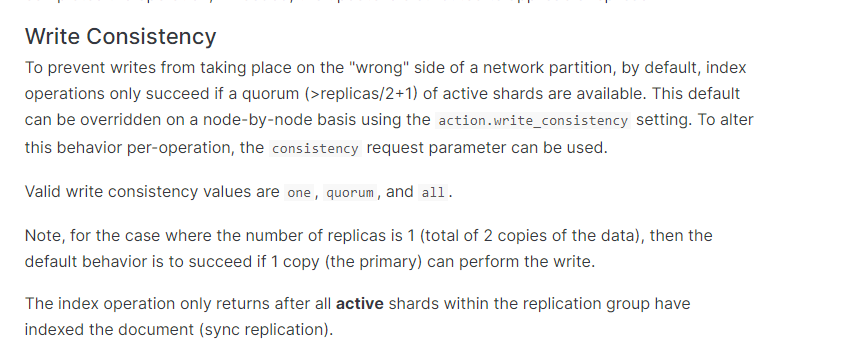 Write Consistency
To prevent writes from taking place on the "wrong" side of a network partition, by default, index
operations only succeed if a quorum (>replicas/2+1) of active shards are available. This default
can be overridden on a node-by-node basis using the action.write_consistency setting. To alter
this behavior per-operation, the consistency request parameter can be used.
Valid write consistency values are one, quorum, and all.
Note, for the case where the number of replicas is 1 (total of 2 copies of the data), then the
default behavior is to succeed if 1 copy (the primary) can perform the write.
The index operation only returns after all active shards within the replication group have
indexed the document (sync replication).